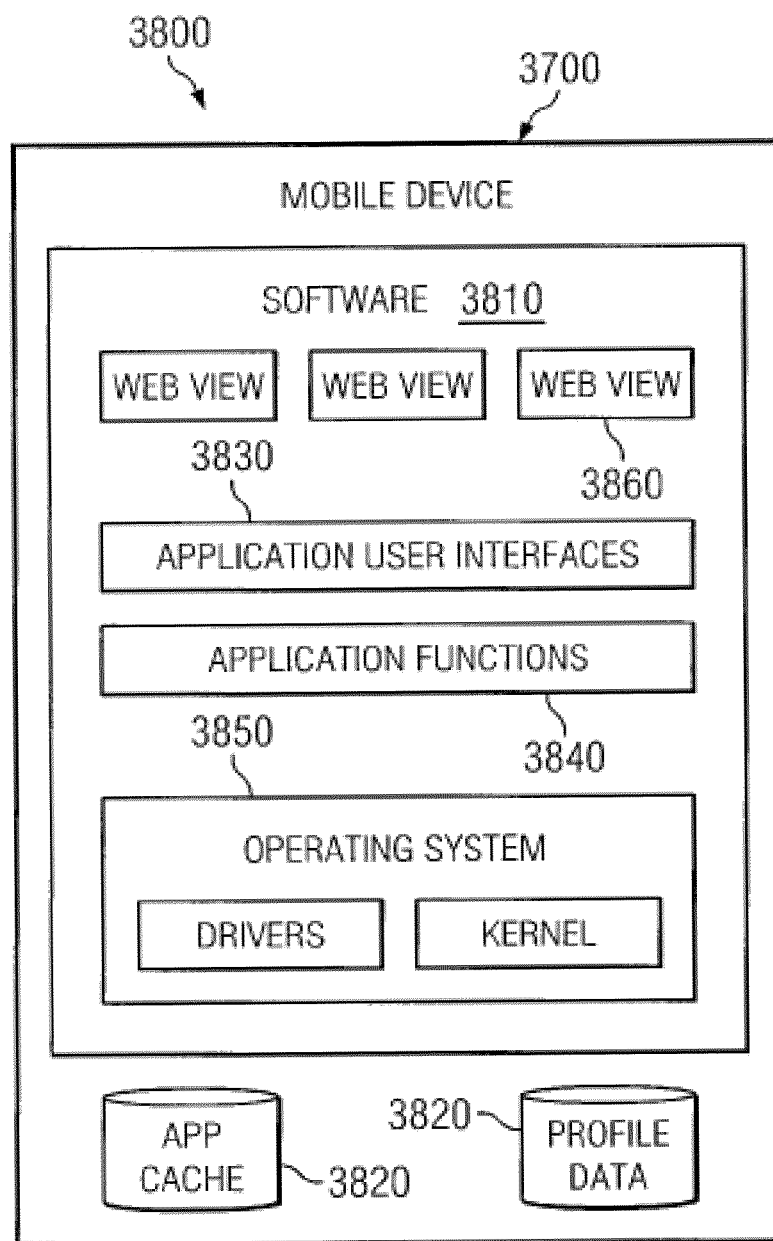 3800
3700
MOBILE DEVICE
SOFTWARE 3810
WEB VIEW WEB VIEW WEB VIEW
3830
3860
APPLICATION USER INTERFACES
APPLICATION FUNCTIONS
3850
3840
OPERATING SYSTEM
DRIVERS KERNEL
APP
CACHE
3820
3820
PROFILE
DATA